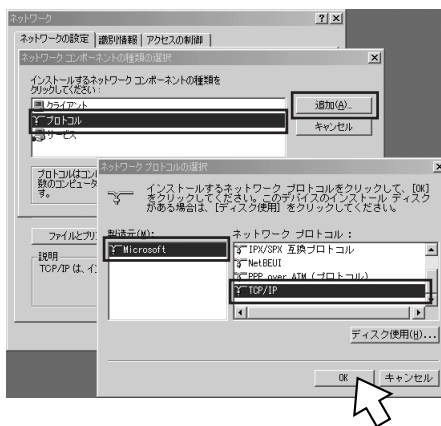 ネットワーク
ネットワークの設定 識別情報 アクセスの制御
ネットワーク コンポーネントの種類の選択
インストールするネットワーク コンポーネントの種類を
クリックしてください：
クライアント
プロトコル
サービス
追加(A)...
キャンセル
プロトコルはコン
数のコンピュータ
す。
ファイルとプリ
説明
TCP/IP は、イ
ネットワーク プロトコルの選択
インストールするネットワーク プロトコルをクリックして、[OK]
をクリックしてください。このデバイスのインストール ディスク
がある場合は、[ディスク使用] をクリックしてください。
製造元(M)：
Microsoft
ネットワーク プロトコル：
IPX/SPX 互換プロトコル
NetBEUI
PPP over ATM (プロトコル)
TCP/IP
ディスク使用(H)...
OK
キャンセル